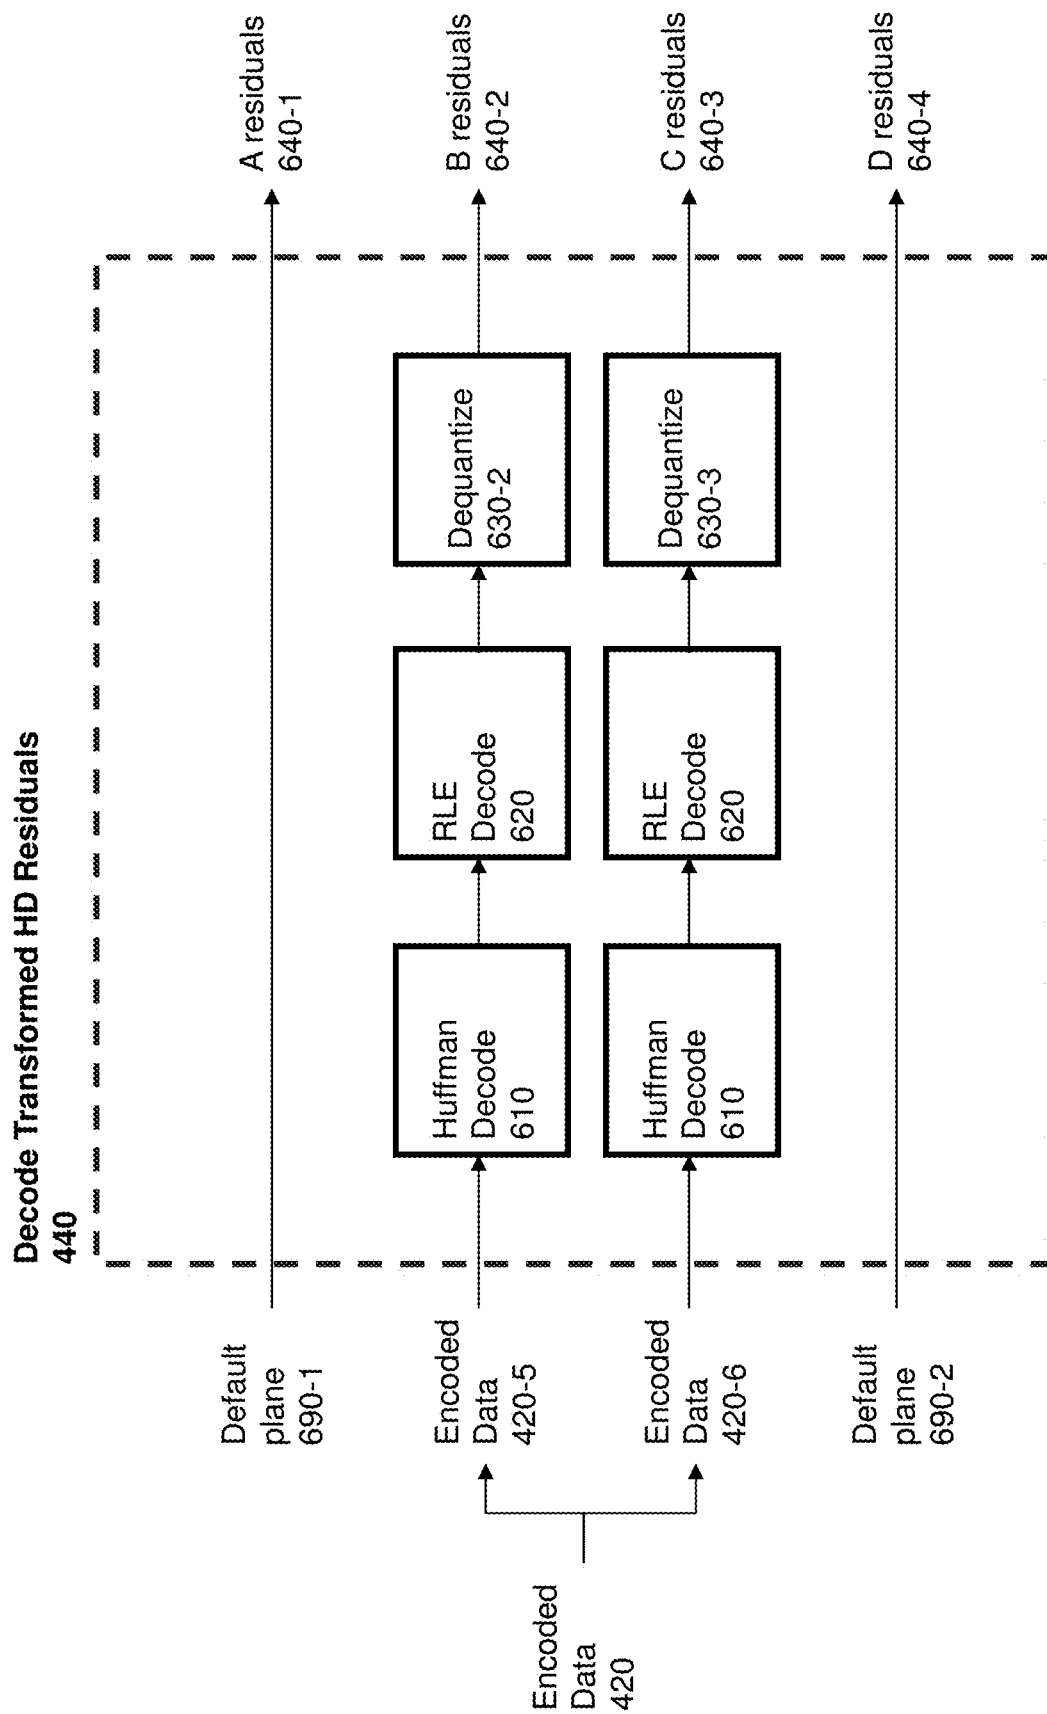 Decode Transformed HD Residuals
440
Encoded
Data
420
Default
plane
690-1
A residuals
640-1
Encoded
Data
420-5
Huffman
Decode
610
RLE
Decode
620
Dequantize
630-2
B residuals
640-2
Encoded
Data
420-6
Huffman
Decode
610
RLE
Decode
620
Dequantize
630-3
C residuals
640-3
Default
plane
690-2
D residuals
640-4